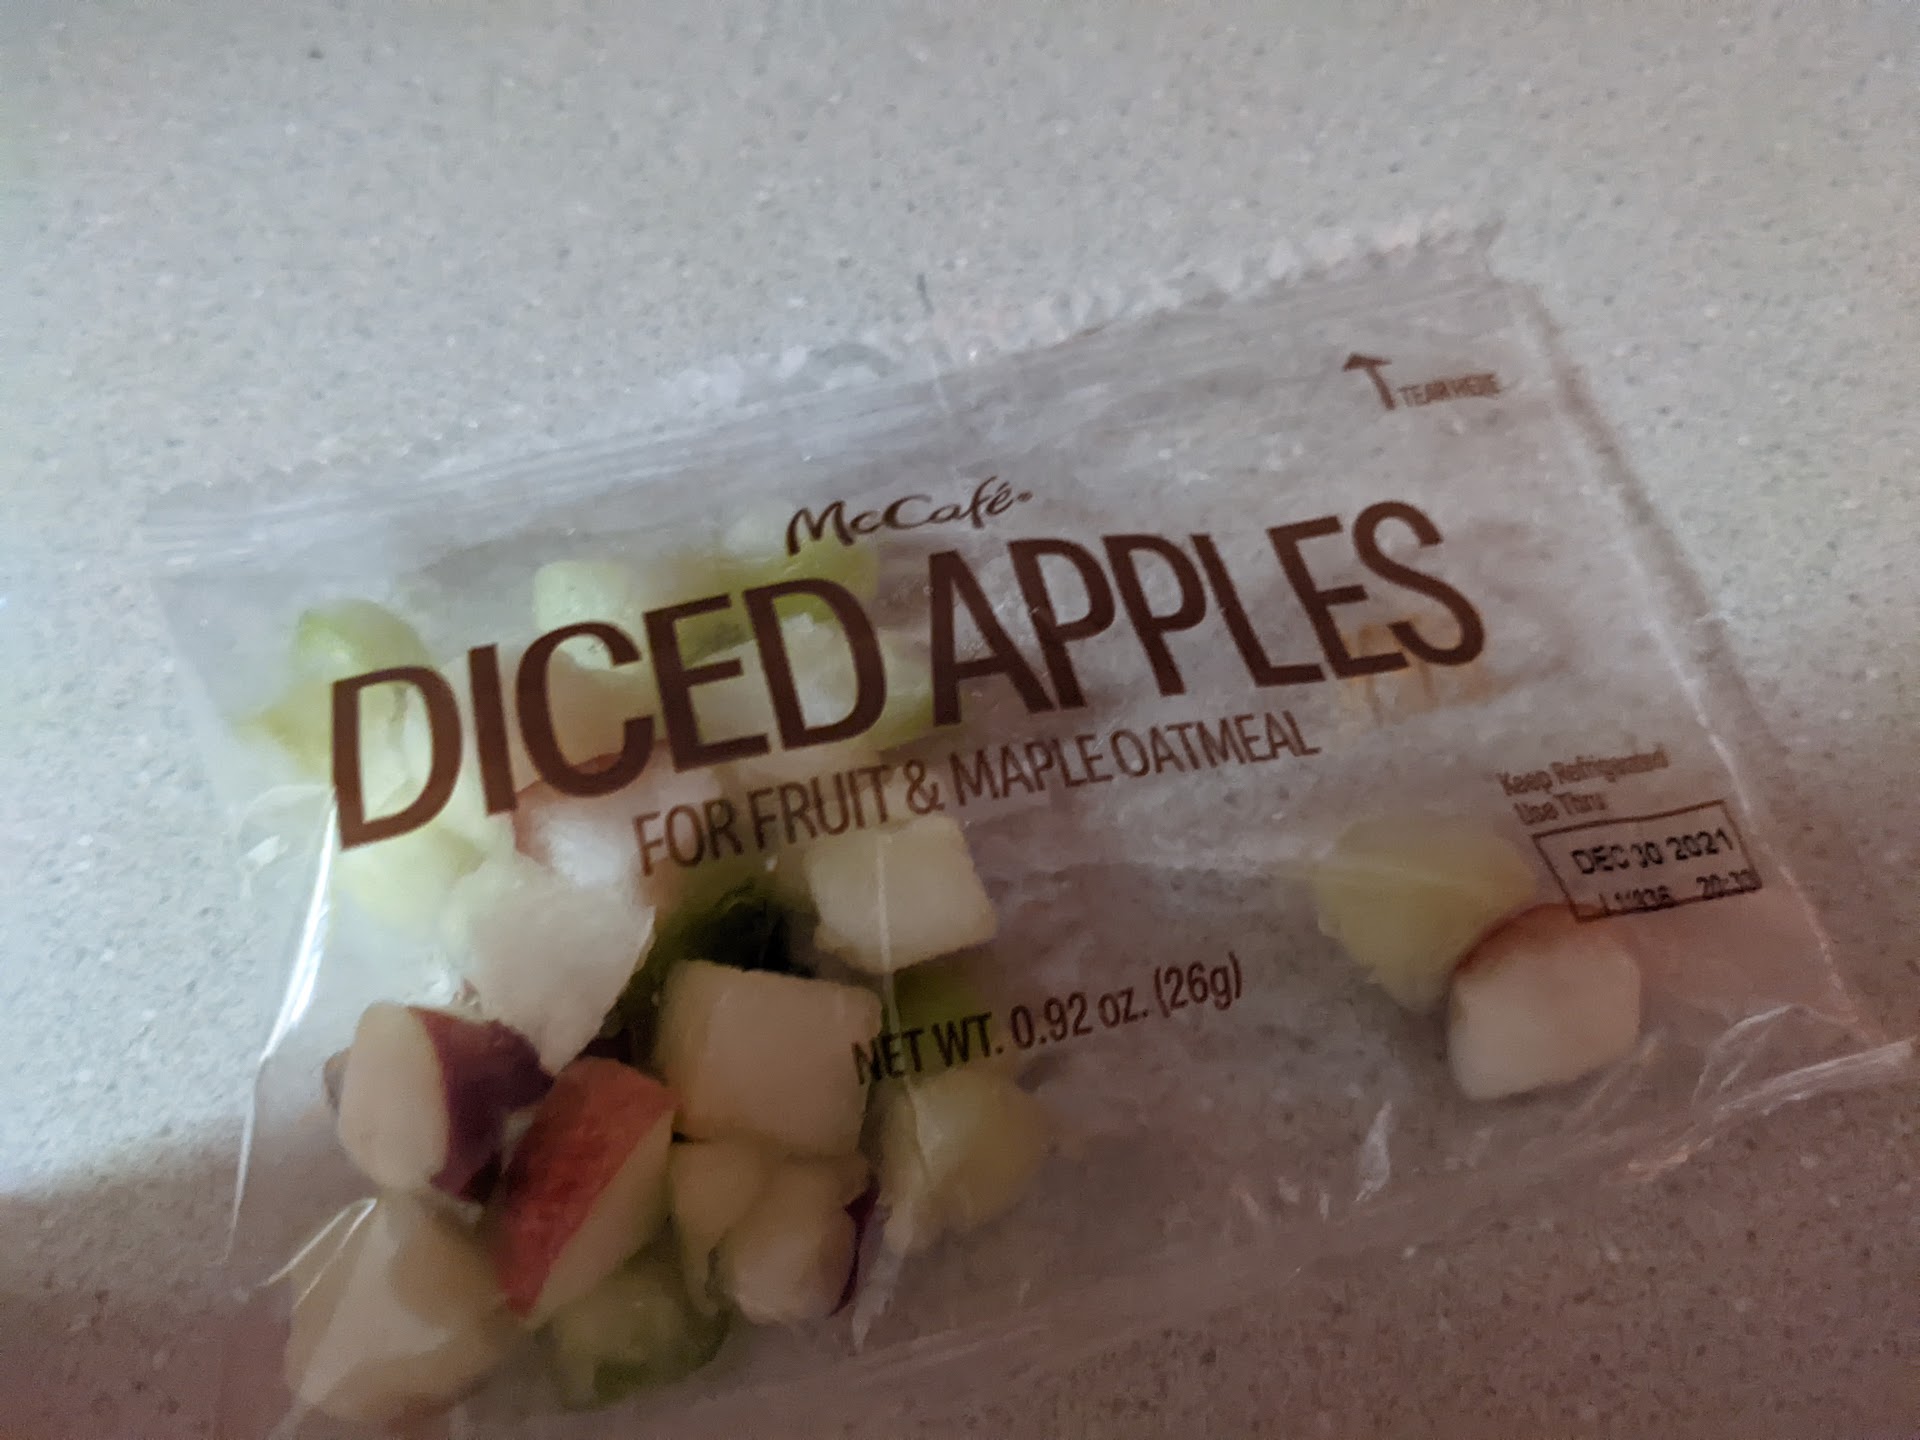 TEAR HERE
McCafé®
DICED APPLES
FOR FRUIT & MAPLE OATMEAL
Keep Refrigerated
Use Thru:
DEC 30 2021
NET WT. 0.92 oz. (26g)